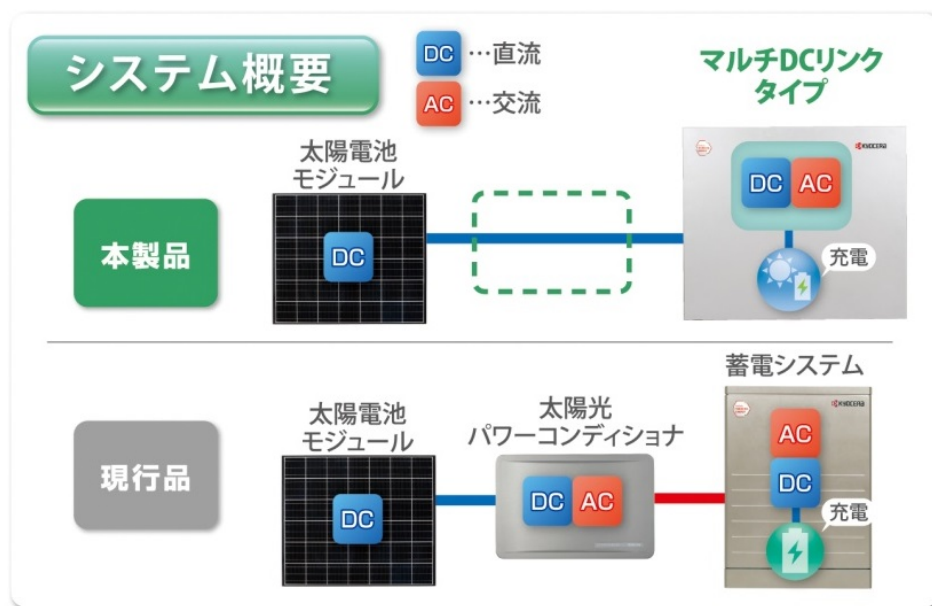 システム概要
DC
…直流
AC
…交流
マルチDCリンク
タイプ
太陽電池
モジュール
KYOCERA
DC AC
本製品
DC
充電
蓄電システム
太陽電池
モジュール
太陽光
パワーコンディショナ
KYOCERA
AC
現行品
DC
DC AC
DC
充電